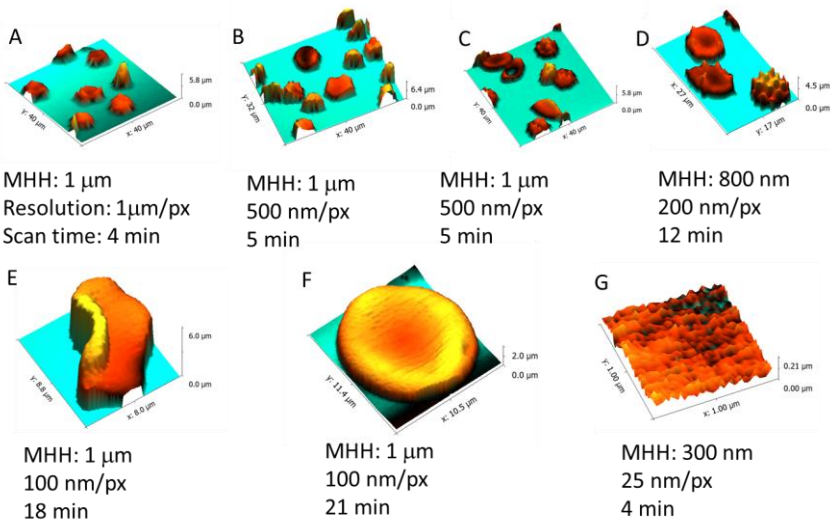 A
5.8 µm
0.0 µm
y: 40 µm
x: 40 µm
MHH: 1 µm
Resolution: 1µm/px
Scan time: 4 min
B
6.4 µm
0.0 µm
y: 32 µm
x: 40 µm
MHH: 1 µm
500 nm/px
5 min
C
5.8 µm
0.0 µm
y: 40 µm
x: 40 µm
MHH: 1 µm
500 nm/px
5 min
D
4.5 µm
0.0 µm
y: 27 µm
x: 17 µm
MHH: 800 nm
200 nm/px
12 min
E
6.0 µm
0.0 µm
y: 8.8 µm
x: 8.0 µm
MHH: 1 µm
100 nm/px
18 min
F
2.0 µm
0.0 µm
y: 11.4 µm
x: 10.5 µm
MHH: 1 µm
100 nm/px
21 min
G
0.21 µm
0.00 µm
y: 1.00 µm
x: 1.00 µm
MHH: 300 nm
25 nm/px
4 min